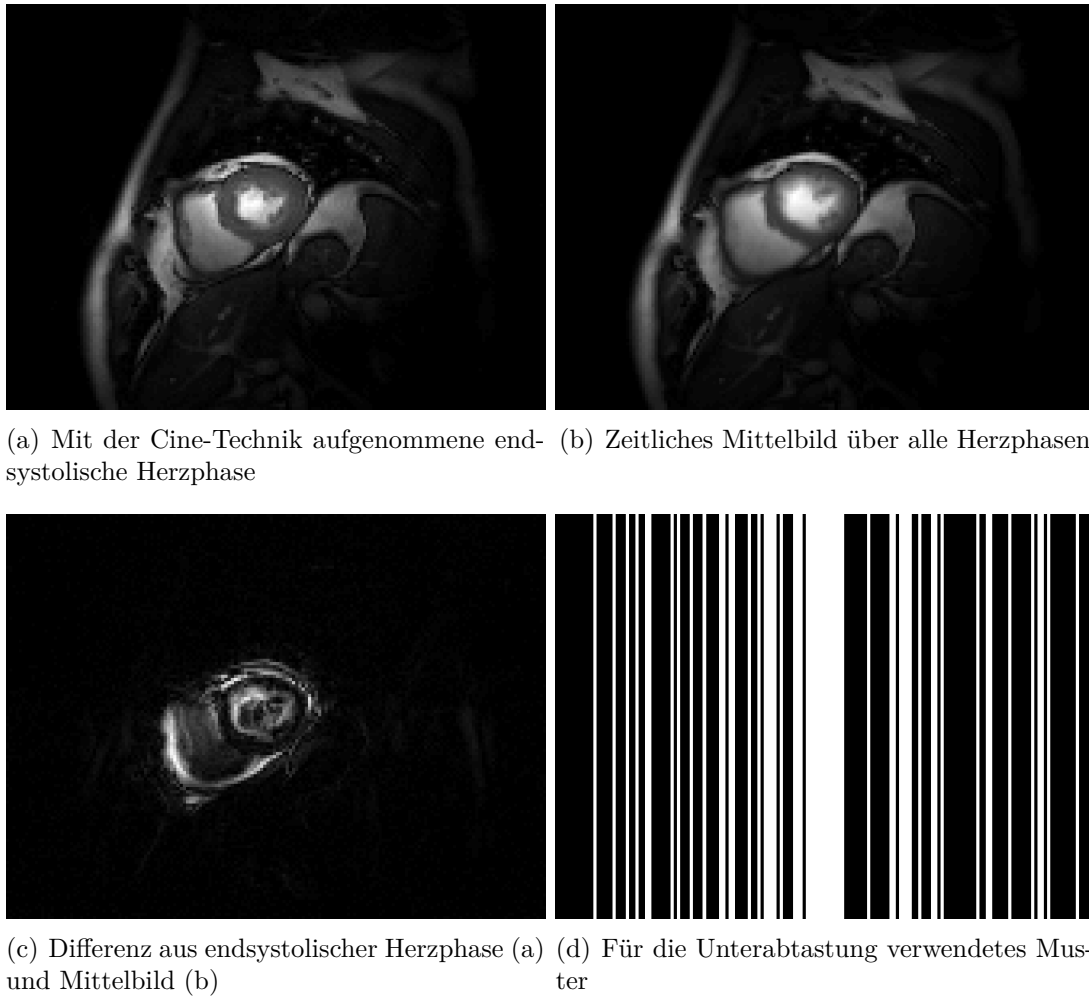 (a) Mit der Cine-Technik aufgenommene end-
systolische Herzphase
(b) Zeitliches Mittelbild über alle Herzphasen
(c) Differenz aus endsystolischer Herzphase (a)
und Mittelbild (b)
(d) Für die Unterabtastung verwendetes Mus-
ter